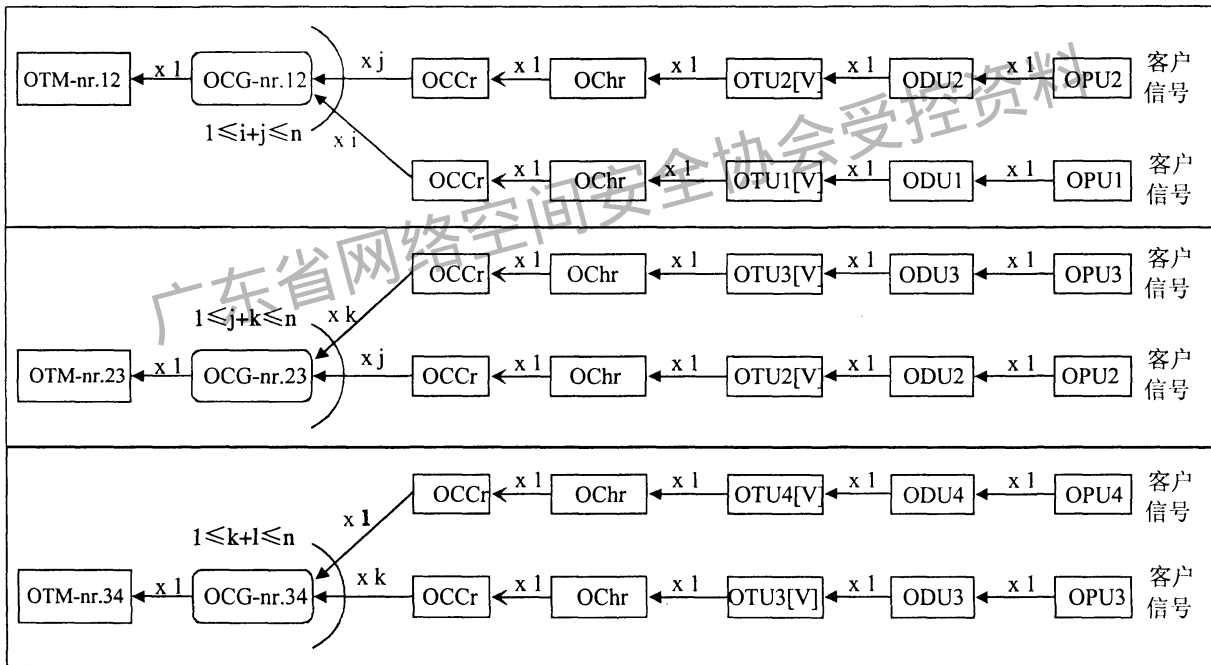 OTM-nr.12 x 1 OCG-nr.12 x j OCCr x 1 OChr x 1 OTU2[V] x 1 ODU2 x 1 OPU2 客户信号
1≤i+j≤n x i
OCCr x 1 OChr x 1 OTU1[V] x 1 ODU1 x 1 OPU1 客户信号
广东省网络空间安全协会受控资料
OCCr x 1 OChr x 1 OTU3[V] x 1 ODU3 x 1 OPU3 客户信号
1≤j+k≤n x k
OTM-nr.23 x 1 OCG-nr.23 x j OCCr x 1 OChr x 1 OTU2[V] x 1 ODU2 x 1 OPU2 客户信号
OCCr x 1 OChr x 1 OTU4[V] x 1 ODU4 x 1 OPU4 客户信号
1≤k+l≤n x l
OTM-nr.34 x 1 OCG-nr.34 x k OCCr x 1 OChr x 1 OTU3[V] x 1 ODU3 x 1 OPU3 客户信号